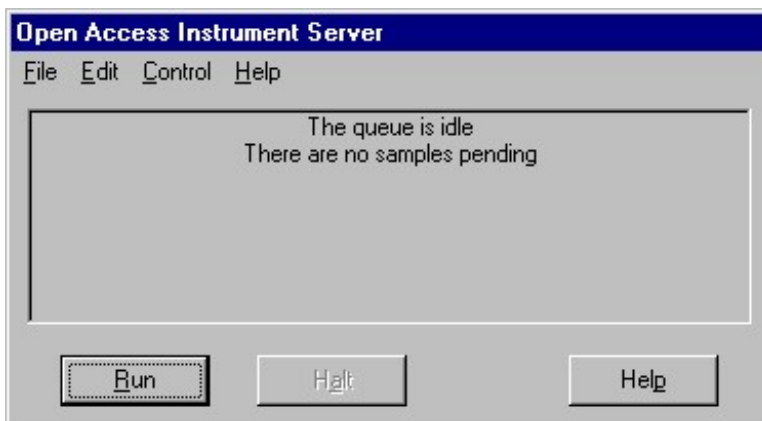 Open Access Instrument Server
File Edit Control Help
The queue is idle
There are no samples pending
Run Halt Help